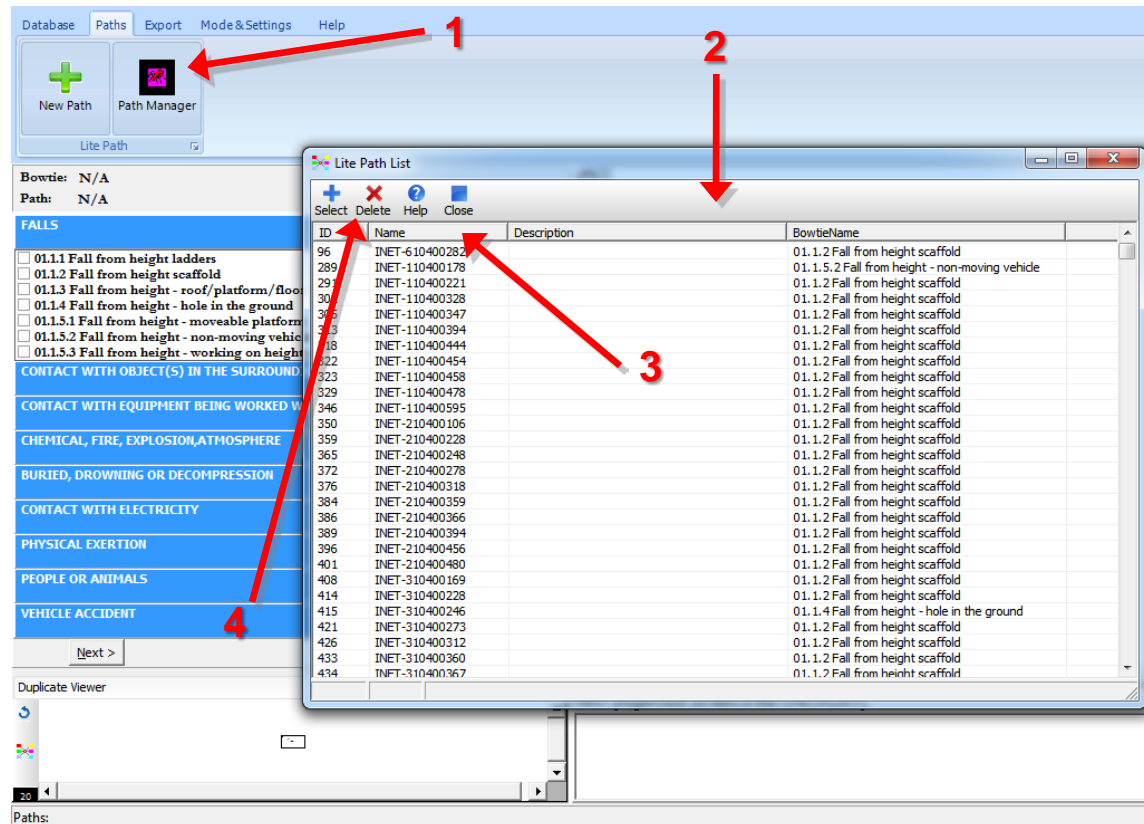 Database Paths Export Mode & Settings Help
1
2
New Path Path Manager
Lite Path
Bowtie: N/A
Path: N/A
FALLS
01.1.1 Fall from height ladders
01.1.2 Fall from height scaffold
01.1.3 Fall from height - roof/platform/floo
01.1.4 Fall from height - hole in the ground
01.1.5.1 Fall from height - moveable platform
01.1.5.2 Fall from height - non-moving vehic
01.1.5.3 Fall from height - working on height
CONTACT WITH OBJECT(S) IN THE SURROUND
CONTACT WITH EQUIPMENT BEING WORKED W
CHEMICAL, FIRE, EXPLOSION,ATMOSPHERE
BURIED, DROWNING OR DECOMPRESSION
CONTACT WITH ELECTRICITY
PHYSICAL EXERTION
PEOPLE OR ANIMALS
VEHICLE ACCIDENT
4
Next >
Duplicate Viewer
20
Paths:
Lite Path List
Select Delete Help Close
ID Name Description BowtieName
96 INET-610400282 01.1.2 Fall from height scaffold
289 INET-110400178 01.1.5.2 Fall from height - non-moving vehicle
291 INET-110400221 01.1.2 Fall from height scaffold
INET-110400328 01.1.2 Fall from height scaffold
INET-110400347 01.1.2 Fall from height scaffold
313 INET-110400394 01.1.2 Fall from height scaffold
318 INET-110400444 01.1.2 Fall from height scaffold
322 INET-110400454 01.1.2 Fall from height scaffold
323 INET-110400458 01.1.2 Fall from height scaffold
329 INET-110400478 01.1.2 Fall from height scaffold
346 INET-110400595 01.1.2 Fall from height scaffold
350 INET-210400106 01.1.2 Fall from height scaffold
359 INET-210400228 01.1.2 Fall from height scaffold
365 INET-210400248 01.1.2 Fall from height scaffold
372 INET-210400278 01.1.2 Fall from height scaffold
376 INET-210400318 01.1.2 Fall from height scaffold
384 INET-210400359 01.1.2 Fall from height scaffold
386 INET-210400366 01.1.2 Fall from height scaffold
389 INET-210400394 01.1.2 Fall from height scaffold
396 INET-210400456 01.1.2 Fall from height scaffold
401 INET-210400480 01.1.2 Fall from height scaffold
408 INET-310400169 01.1.2 Fall from height scaffold
414 INET-310400228 01.1.2 Fall from height scaffold
415 INET-310400246 01.1.4 Fall from height - hole in the ground
421 INET-310400273 01.1.2 Fall from height scaffold
426 INET-310400312 01.1.2 Fall from height scaffold
433 INET-310400360 01.1.2 Fall from height scaffold
434 INET-310400367 01.1.2 Fall from height scaffold
3